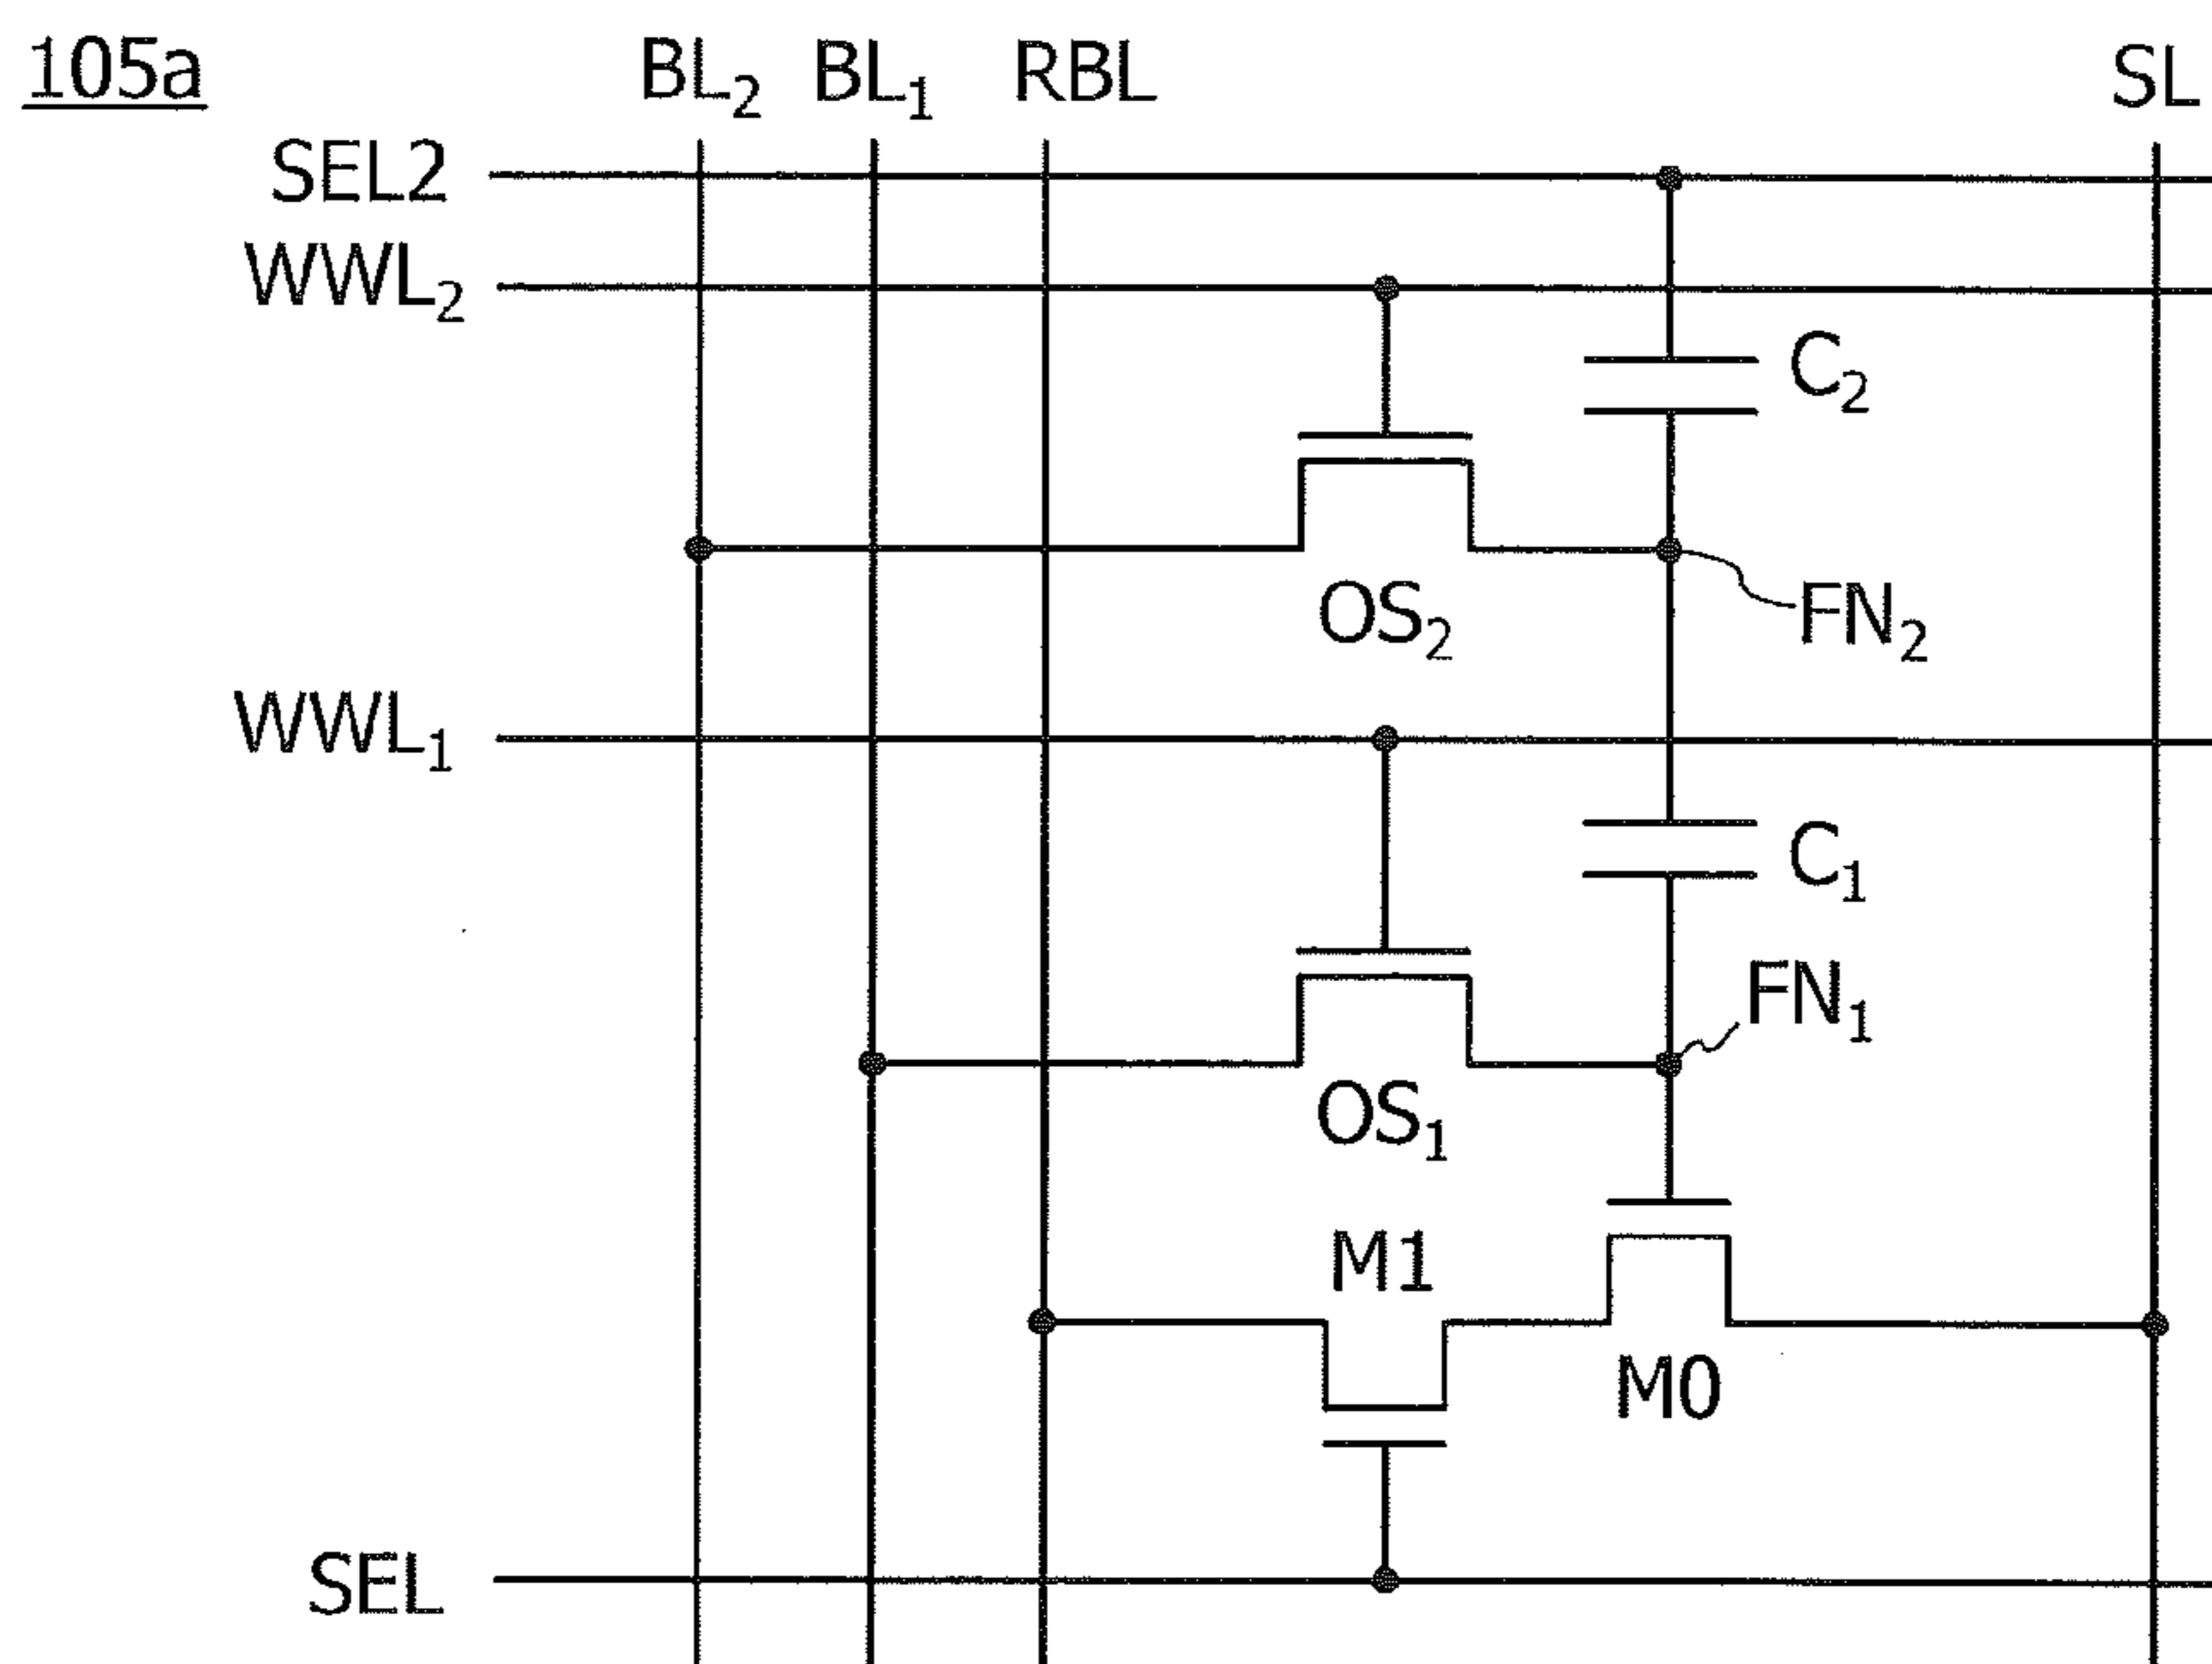 105a
BL₂ BL₁ RBL SL
SEL2
WWL₂
C₂
OS₂
FN₂
WWL₁
C₁
FN₁
OS₁
M1
M0
SEL